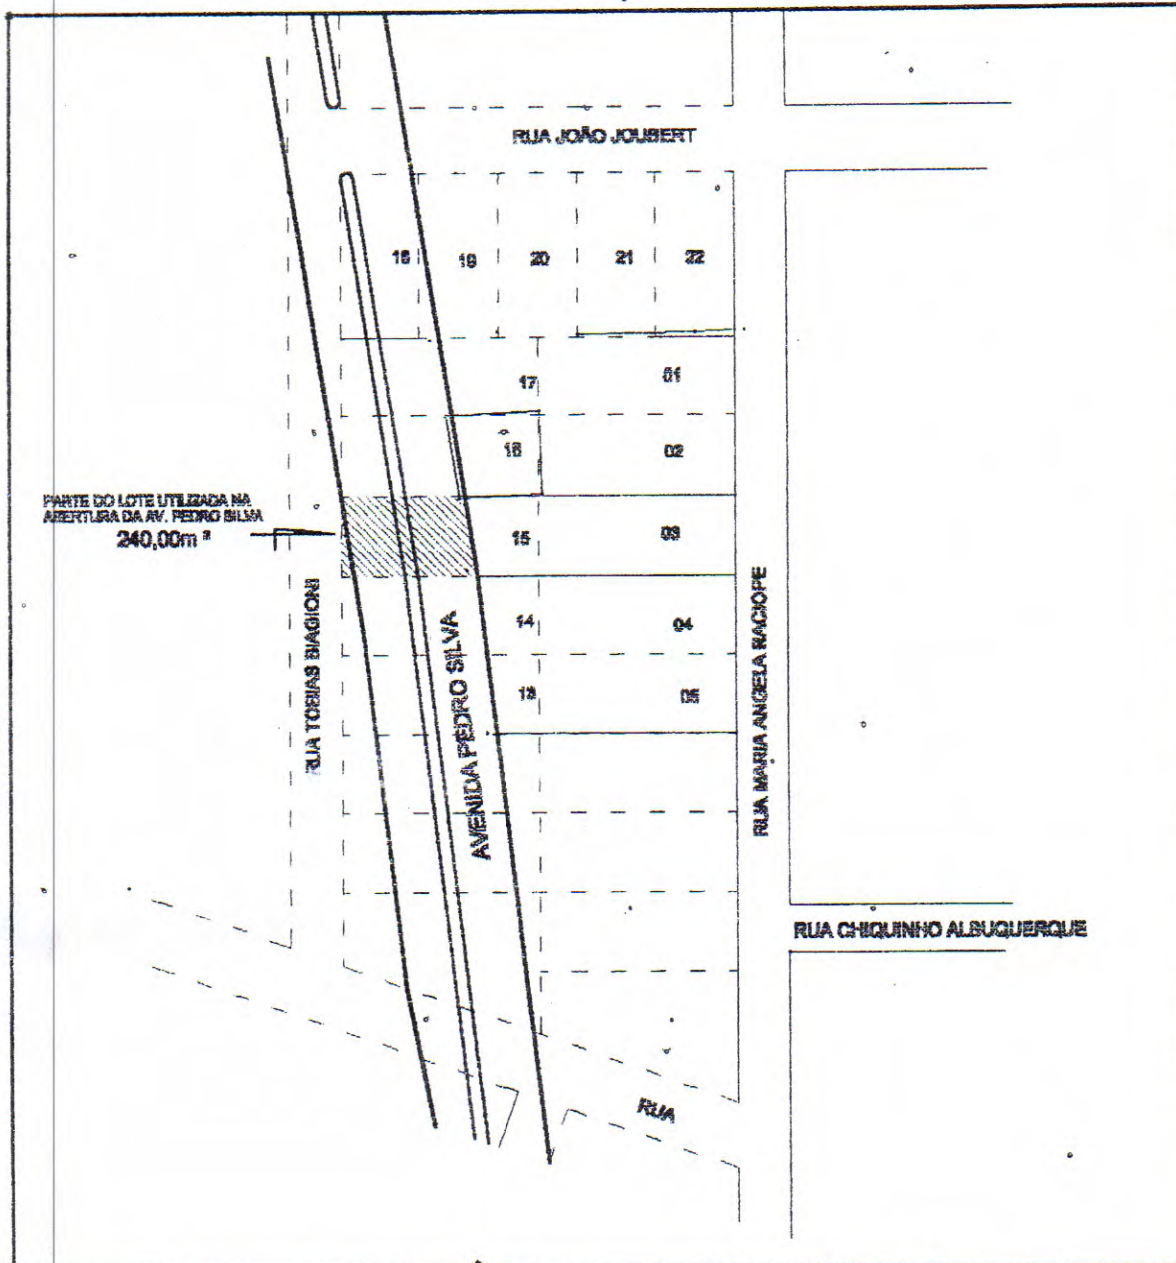 RUA JOÃO JOUBERT
18
19
20
21
22
17
01
16
02
PARTE DO LOTE UTILIZADA NA
ABERTURA DA AV. PEDRO SILVA
240,00m²
15
03
RUA TOBIAS BIAGIONI
AVENIDA PEDRO SILVA
14
04
13
05
RUA MARIA ANGELA RACIOPE
RUA CHIQUINHO ALBUQUERQUE
RUA